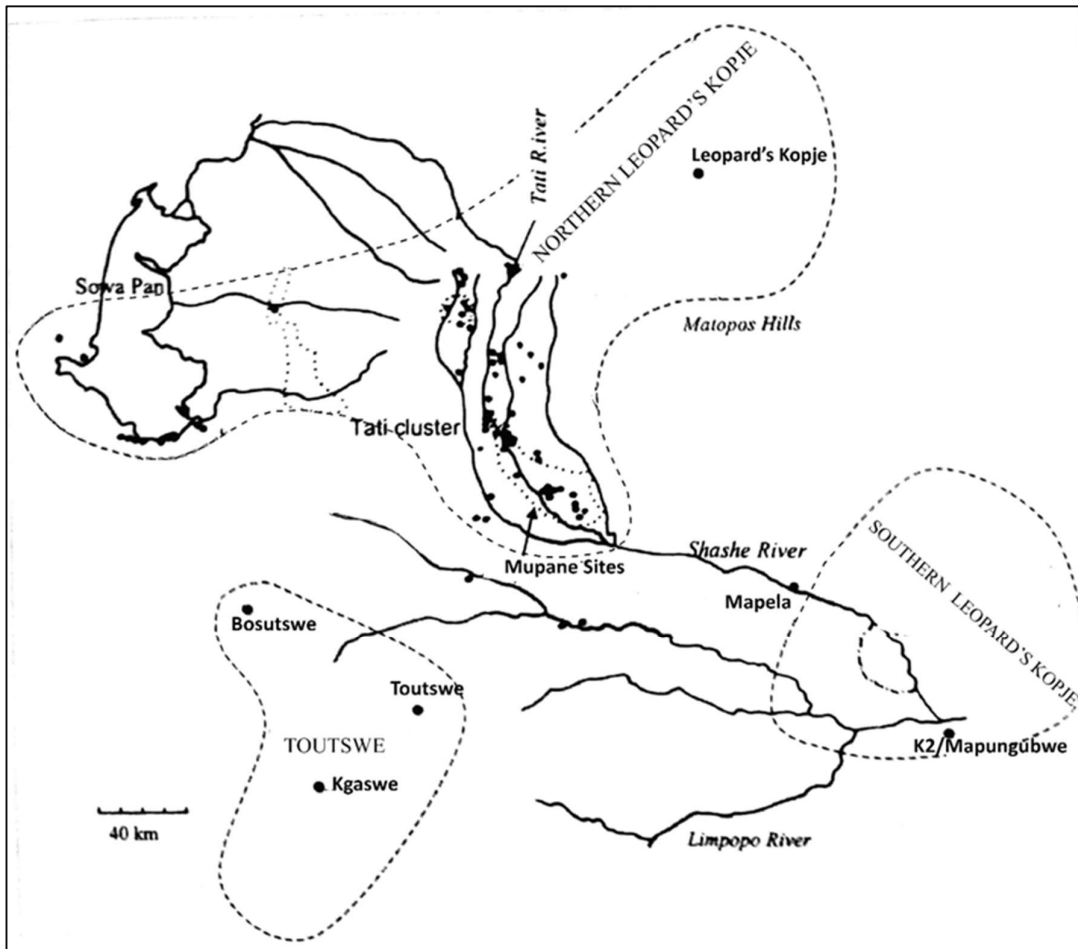 NORTHERN LEOPARD'S KOPJE
Tati R.iver
Leopard's Kopje
Sowa Pan
Matopos Hills
Tati cluster
Mupane Sites
Shashe River
SOUTHERN LEOPARD'S KOPJE
Mapela
Bosutswe
Toutswe
TOUTSWE
K2/Mapungubwe
Kgaswe
40 km
Limpopo River